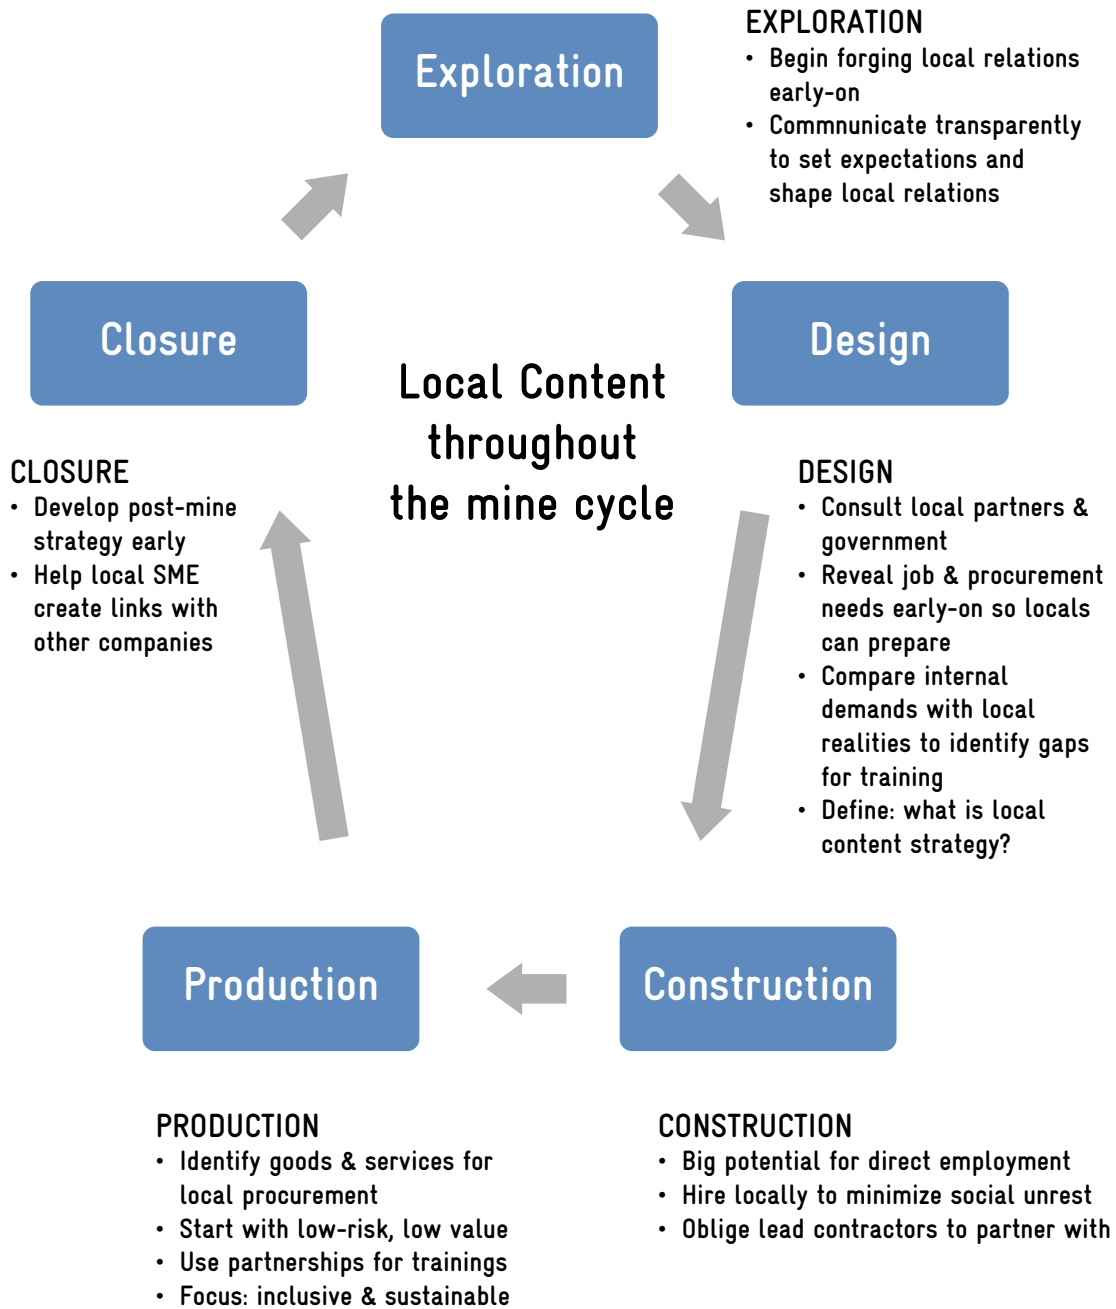 Exploration
EXPLORATION
• Begin forging local relations
early-on
• Commnunicate transparently
to set expectations and
shape local relations
Closure
Design
Local Content
throughout
the mine cycle
CLOSURE
• Develop post-mine
strategy early
• Help local SME
create links with
other companies
DESIGN
• Consult local partners &
government
• Reveal job & procurement
needs early-on so locals
can prepare
• Compare internal
demands with local
realities to identify gaps
for training
• Define: what is local
content strategy?
Production
Construction
PRODUCTION
• Identify goods & services for
local procurement
• Start with low-risk, low value
• Use partnerships for trainings
• Focus: inclusive & sustainable
CONSTRUCTION
• Big potential for direct employment
• Hire locally to minimize social unrest
• Oblige lead contractors to partner with